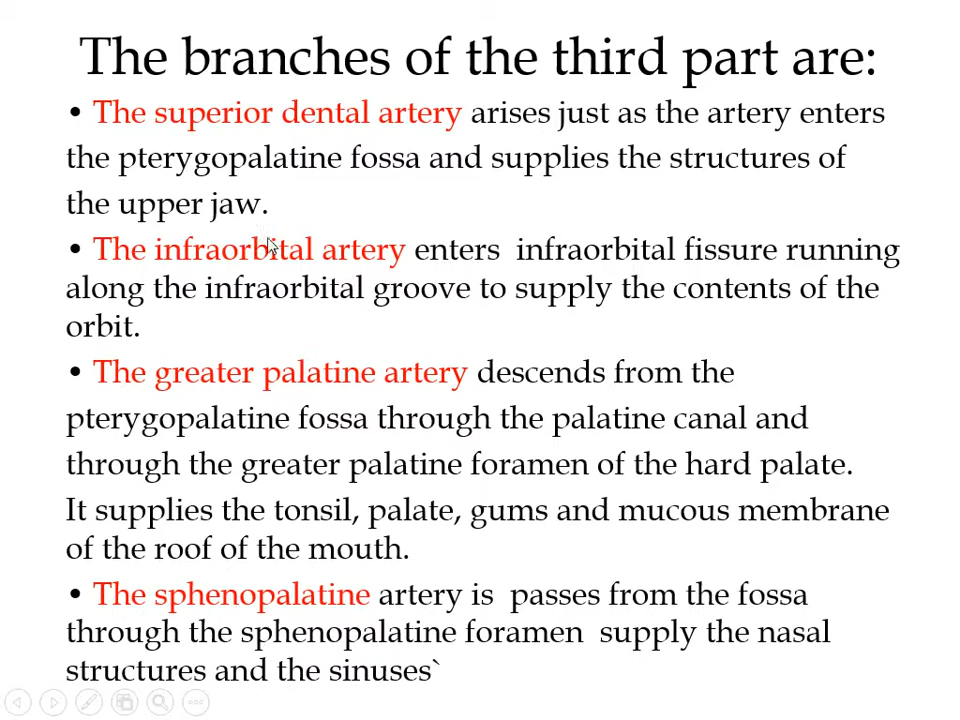 The branches of the third part are:
• The superior dental artery arises just as the artery enters
the pterygopalatine fossa and supplies the structures of
the upper jaw.
• The infraorbital artery enters infraorbital fissure running
along the infraorbital groove to supply the contents of the
orbit.
• The greater palatine artery descends from the
pterygopalatine fossa through the palatine canal and
through the greater palatine foramen of the hard palate.
It supplies the tonsil, palate, gums and mucous membrane
of the roof of the mouth.
• The sphenopalatine artery is passes from the fossa
through the sphenopalatine foramen supply the nasal
structures and the sinuses`